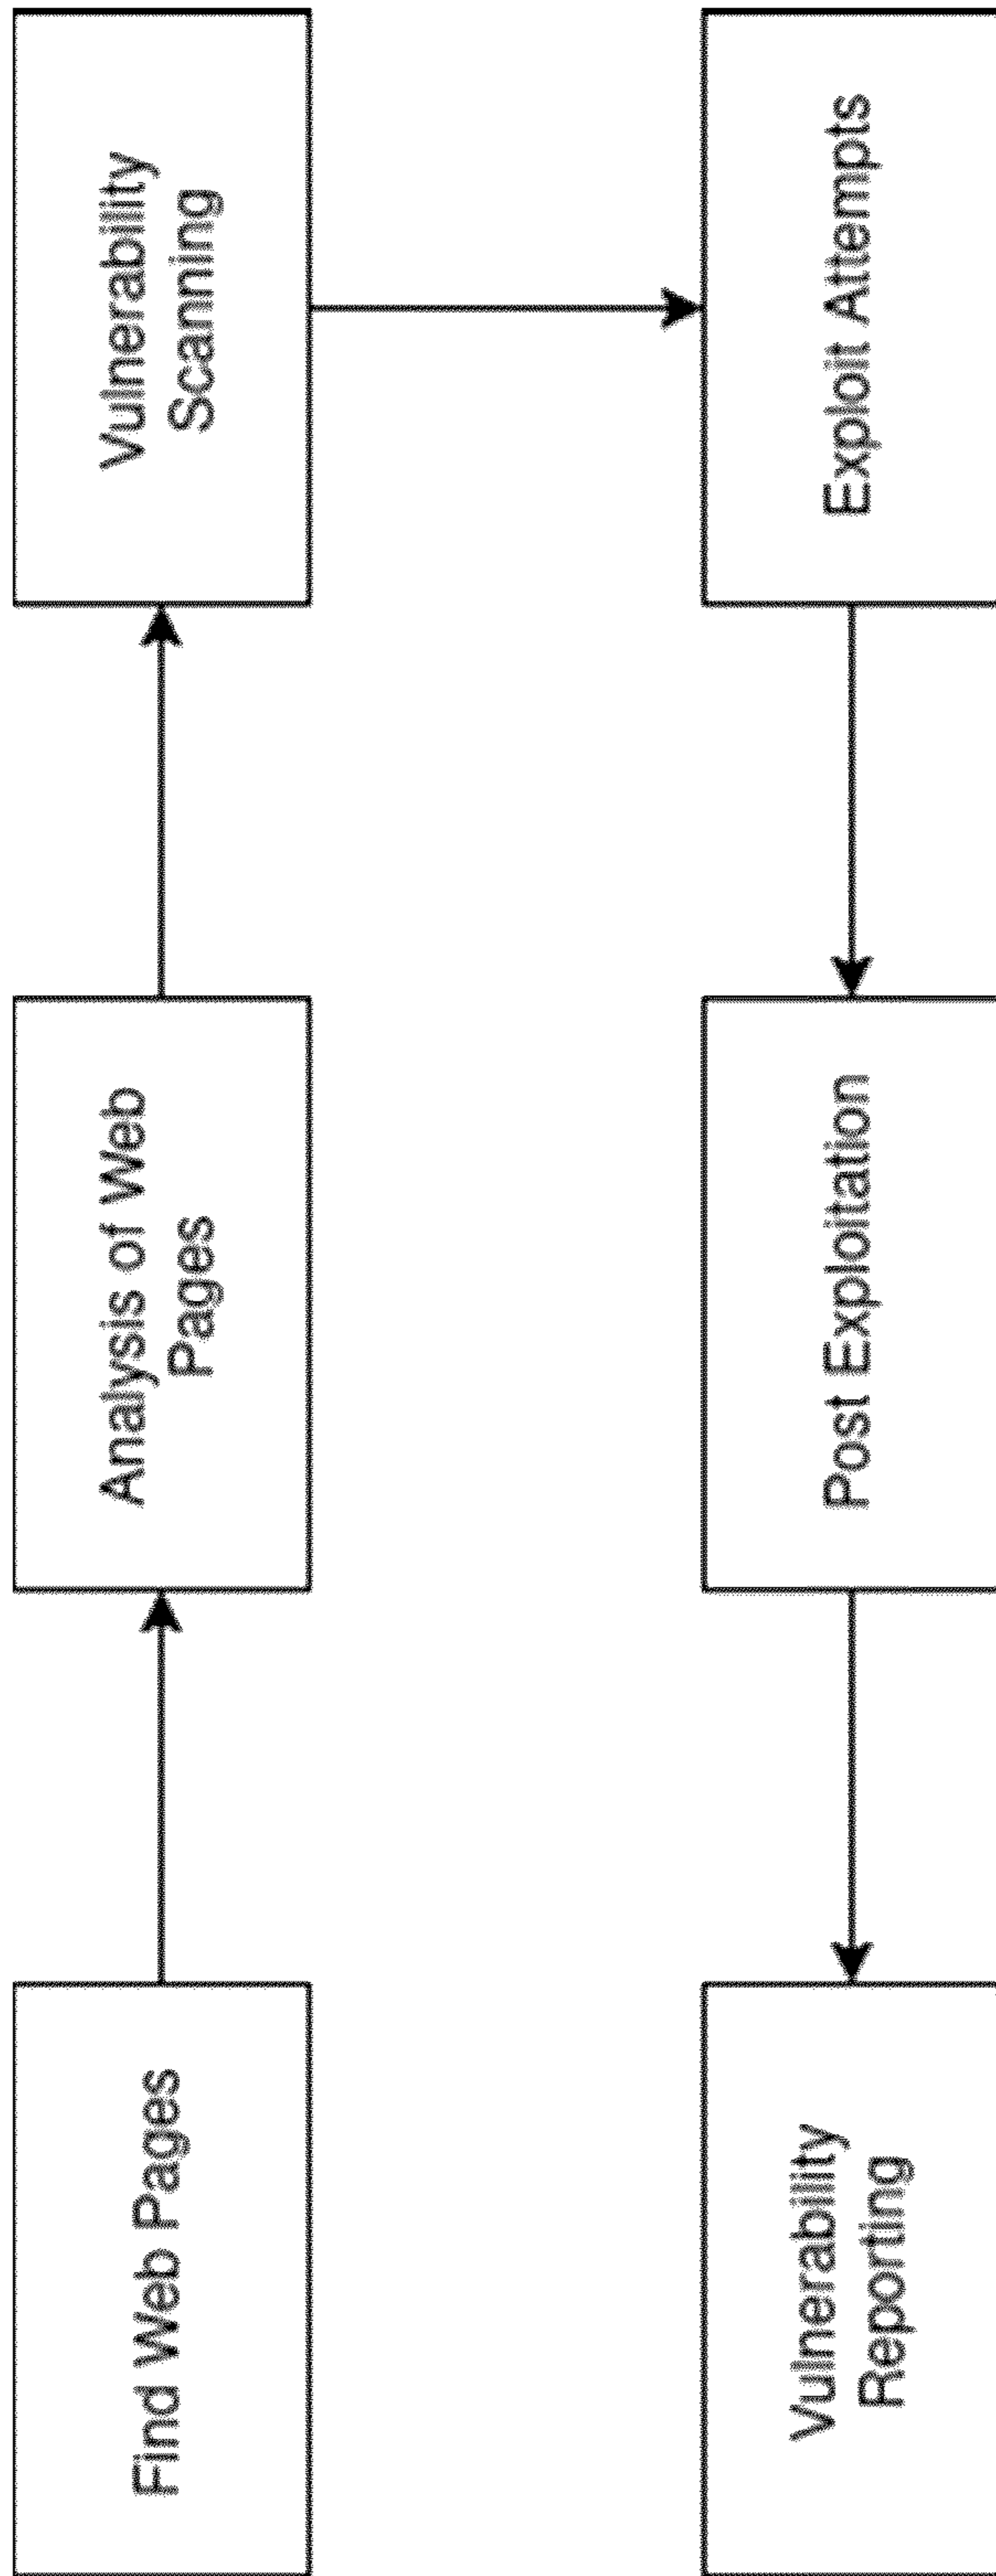 Find Web Pages
Analysis of Web
Pages
Vulnerability
Scanning
Exploit Attempts
Post Exploitation
Vulnerability
Reporting